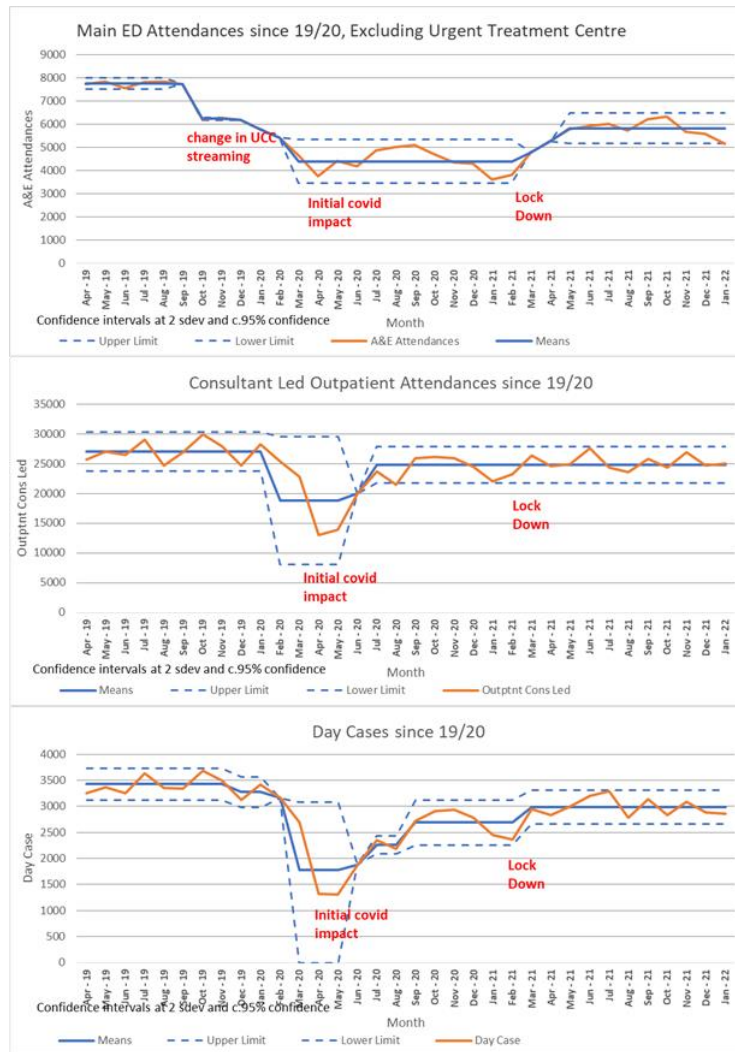 Main ED Attendances since 19/20, Excluding Urgent Treatment Centre
9000
8000
7000
6000
5000
4000
3000
2000
1000
0
A&E Attendances
change in UCC
streaming
Initial covid
impact
Lock
Down
Apr - 19
May - 19
Jun - 19
Jul - 19
Aug - 19
Sep - 19
Oct - 19
Nov - 19
Dec - 19
Jan - 20
Feb - 20
Mar - 20
Apr - 20
May - 20
Jun - 20
Jul - 20
Aug - 20
Sep - 20
Oct - 20
Nov - 20
Dec - 20
Jan - 21
Feb - 21
Mar - 21
Apr - 21
May - 21
Jun - 21
Jul - 21
Aug - 21
Sep - 21
Oct - 21
Nov - 21
Dec - 21
Jan - 22
Confidence intervals at 2 sdev and c.95% confidence
Month
Upper Limit
Lower Limit
A&E Attendances
Means
Consultant Led Outpatient Attendances since 19/20
35000
30000
25000
20000
15000
10000
5000
0
Outptnt Cons Led
Initial covid
impact
Lock
Down
Apr - 19
May - 19
Jun - 19
Jul - 19
Aug - 19
Sep - 19
Oct - 19
Nov - 19
Dec - 19
Jan - 20
Feb - 20
Mar - 20
Apr - 20
May - 20
Jun - 20
Jul - 20
Aug - 20
Sep - 20
Oct - 20
Nov - 20
Dec - 20
Jan - 21
Feb - 21
Mar - 21
Apr - 21
May - 21
Jun - 21
Jul - 21
Aug - 21
Sep - 21
Oct - 21
Nov - 21
Dec - 21
Jan - 22
Confidence intervals at 2 sdev and c.95% confidence
Month
Means
Upper Limit
Lower Limit
Outptnt Cons Led
Day Cases since 19/20
4000
3500
3000
2500
2000
1500
1000
500
0
Day Case
Initial covid
impact
Lock
Down
Apr - 19
May - 19
Jun - 19
Jul - 19
Aug - 19
Sep - 19
Oct - 19
Nov - 19
Dec - 19
Jan - 20
Feb - 20
Mar - 20
Apr - 20
May - 20
Jun - 20
Jul - 20
Aug - 20
Sep - 20
Oct - 20
Nov - 20
Dec - 20
Jan - 21
Feb - 21
Mar - 21
Apr - 21
May - 21
Jun - 21
Jul - 21
Aug - 21
Sep - 21
Oct - 21
Nov - 21
Dec - 21
Jan - 22
Confidence intervals at 2 sdev and c.95% confidence
Month
Means
Upper Limit
Lower Limit
Day Case